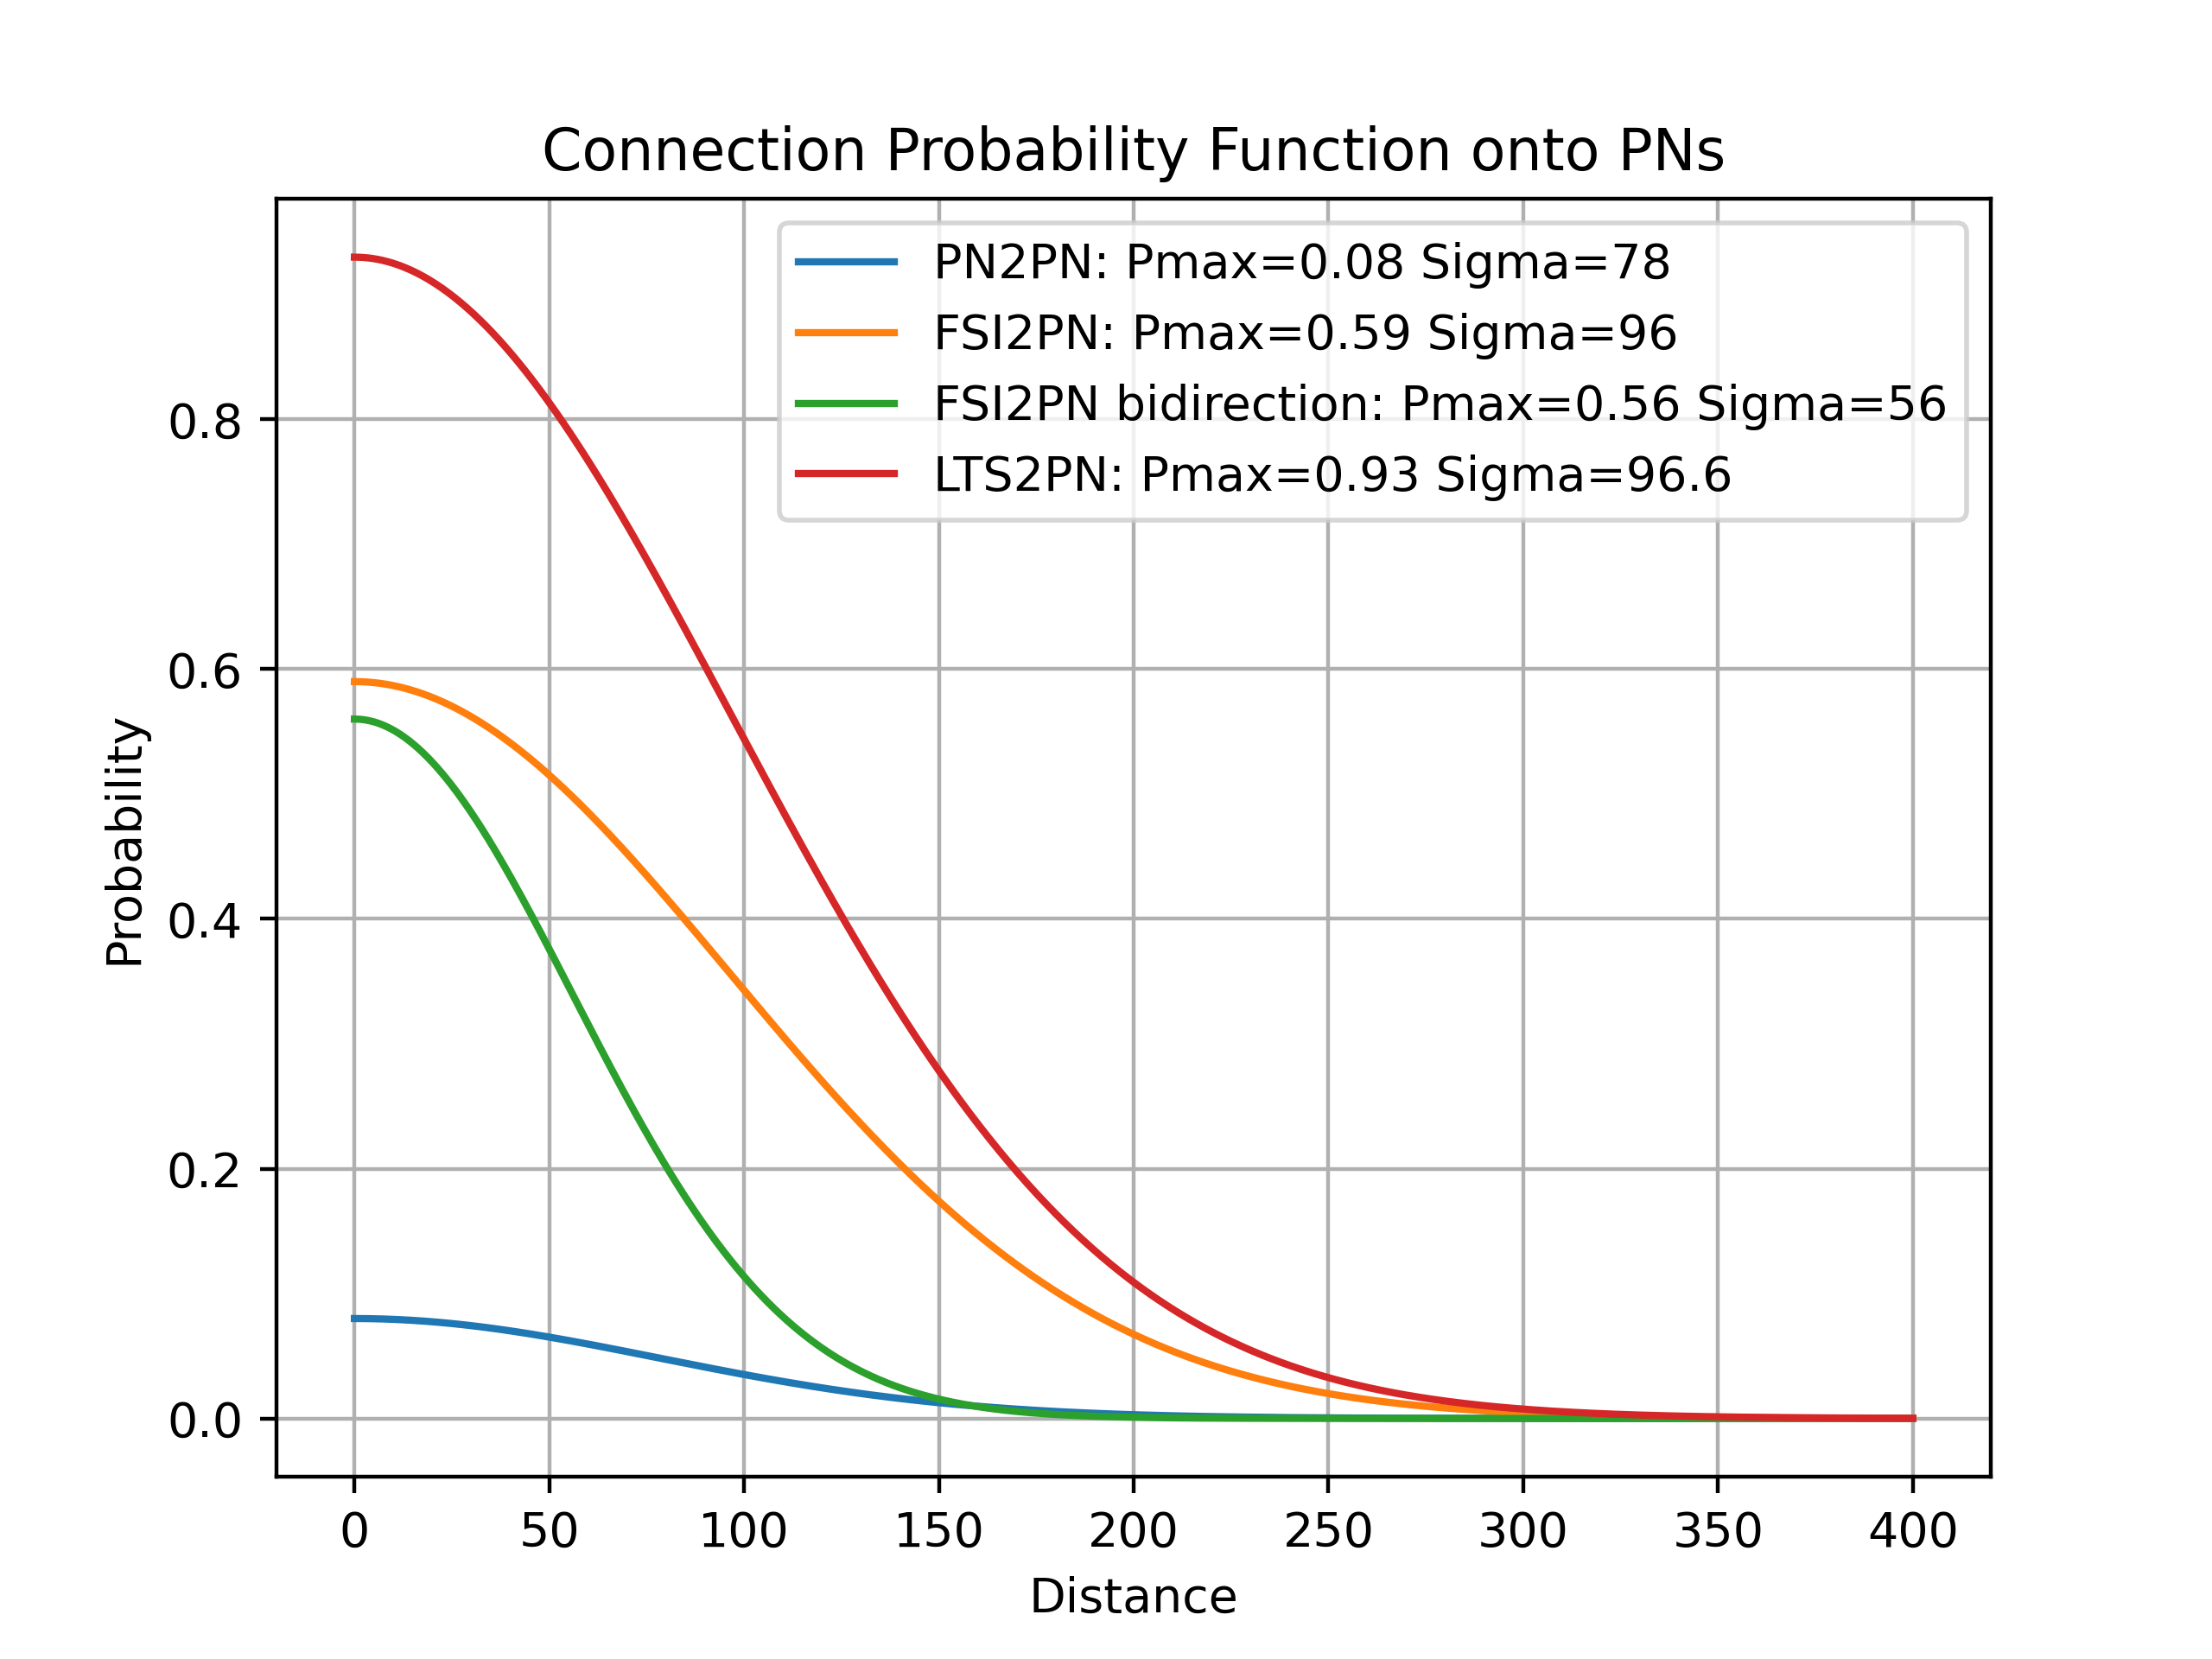 Connection Probability Function onto PNs
PN2PN: Pmax=0.08 Sigma=78
FSI2PN: Pmax=0.59 Sigma=96
FSI2PN bidirection: Pmax=0.56 Sigma=56
LTS2PN: Pmax=0.93 Sigma=96.6
Probability
0.8
0.6
0.4
0.2
0.0
0 50 100 150 200 250 300 350 400
Distance